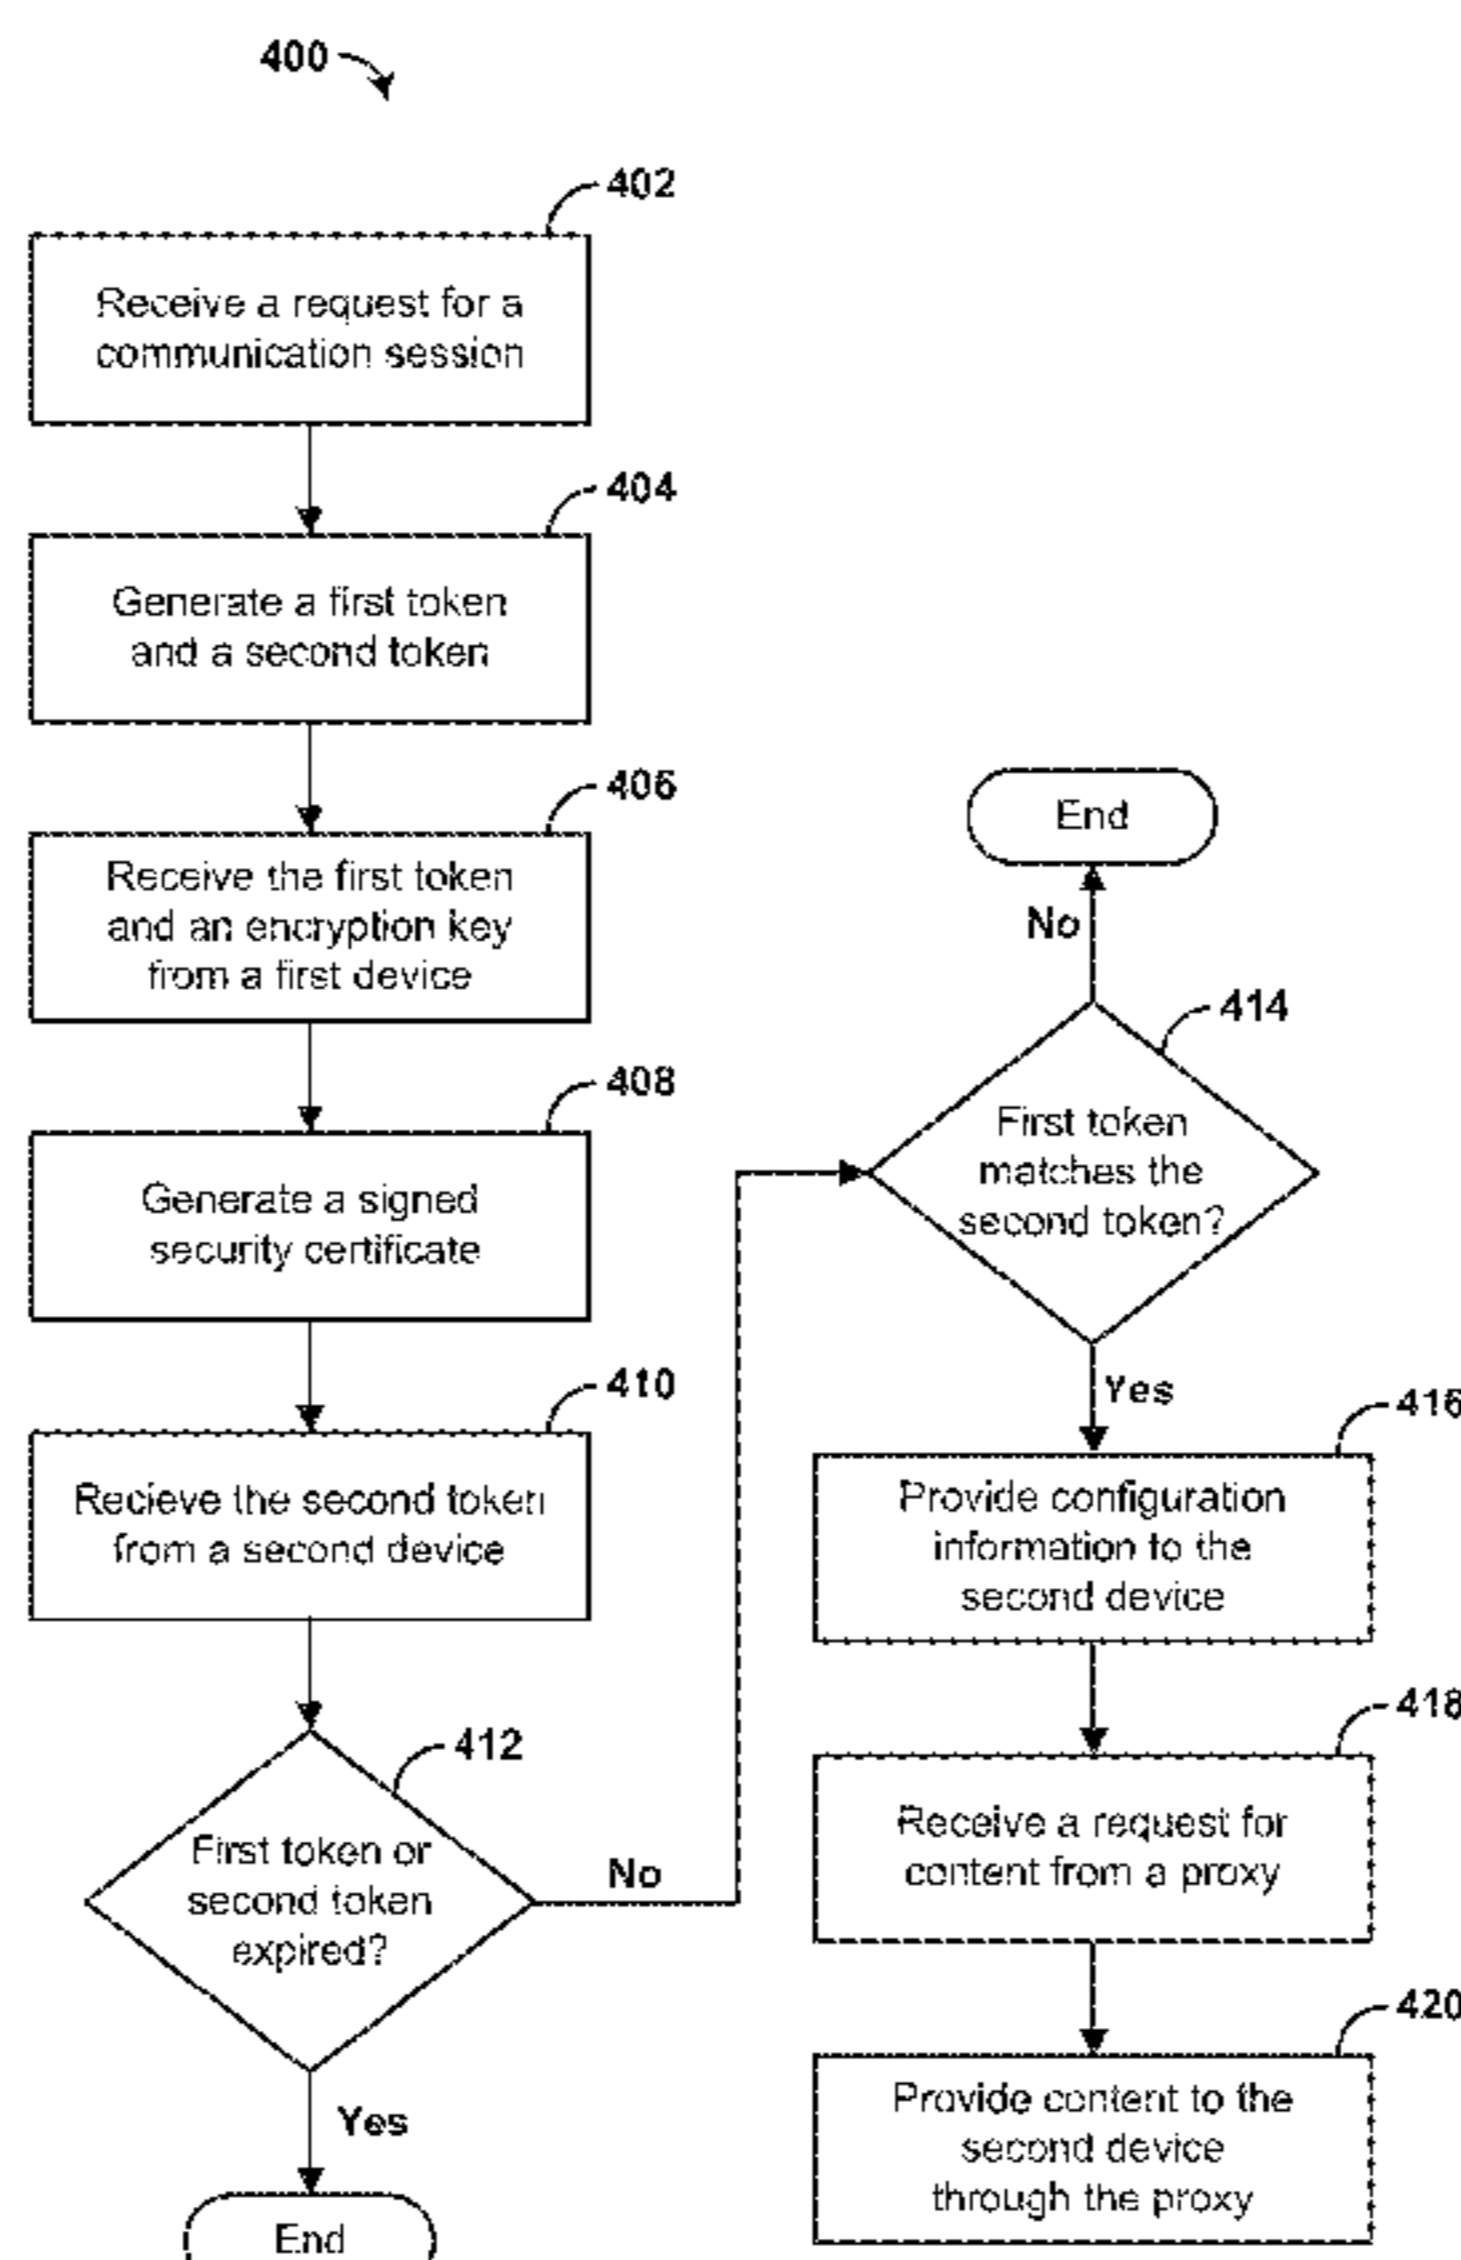 400
402
Receive a request for a
communication session
404
Generate a first token
and a second token
406
Receive the first token
and an encryption key
from a first device
408
Generate a signed
security certificate
410
Recieve the second token
from a second device
412
First token or
second token
expired?
No
Yes
End
End
No
414
First token
matches the
second token?
Yes
416
Provide configuration
information to the
second device
418
Receive a request for
content from a proxy
420
Provide content to the
second device
through the proxy